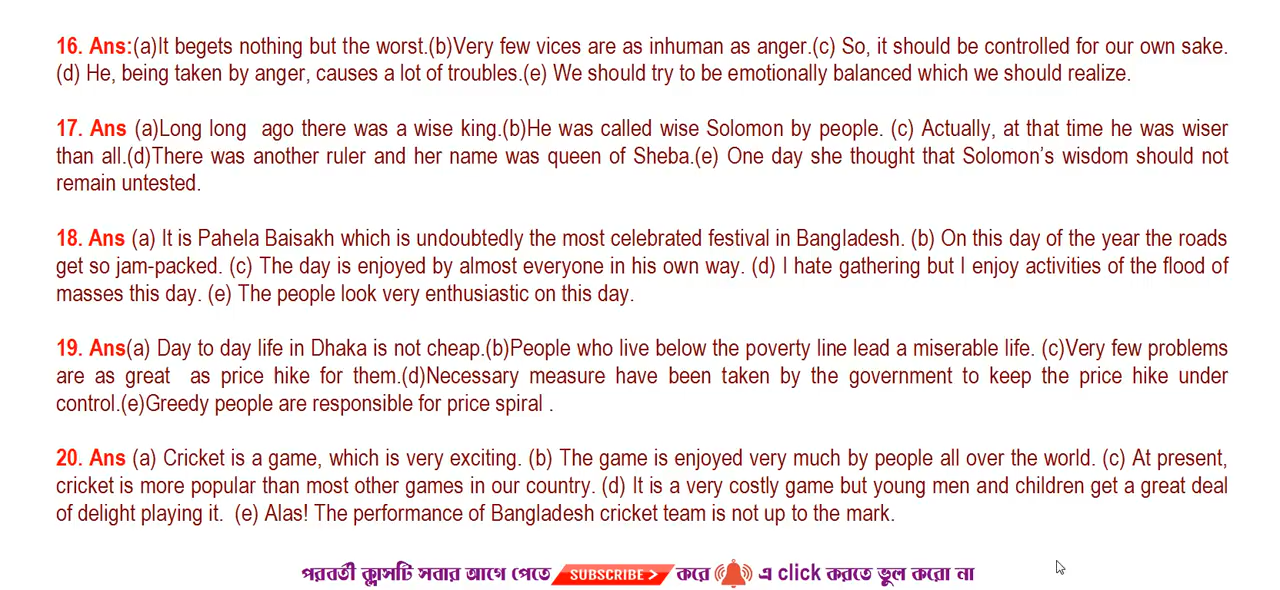 16. Ans:(a)It begets nothing but the worst.(b)Very few vices are as inhuman as anger.(c) So, it should be controlled for our own sake.
(d) He, being taken by anger, causes a lot of troubles.(e) We should try to be emotionally balanced which we should realize.
17. Ans (a)Long long ago there was a wise king.(b)He was called wise Solomon by people. (c) Actually, at that time he was wiser
than all.(d)There was another ruler and her name was queen of Sheba.(e) One day she thought that Solomon's wisdom should not
remain untested.
18. Ans (a) It is Pahela Baisakh which is undoubtedly the most celebrated festival in Bangladesh. (b) On this day of the year the roads
get so jam-packed. (c) The day is enjoyed by almost everyone in his own way. (d) I hate gathering but I enjoy activities of the flood of
masses this day. (e) The people look very enthusiastic on this day.
19. Ans(a) Day to day life in Dhaka is not cheap.(b)People who live below the poverty line lead a miserable life. (c)Very few problems
are as great as price hike for them.(d)Necessary measure have been taken by the government to keep the price hike under
control.(e)Greedy people are responsible for price spiral .
20. Ans (a) Cricket is a game, which is very exciting. (b) The game is enjoyed very much by people all over the world. (c) At present,
cricket is more popular than most other games in our country. (d) It is a very costly game but young men and children get a great deal
of delight playing it. (e) Alas! The performance of Bangladesh cricket team is not up to the mark.
পরবর্তী ক্লাসটি সবার আগে পেতে SUBSCRIBE > করে এ click করতে ভুল করো না